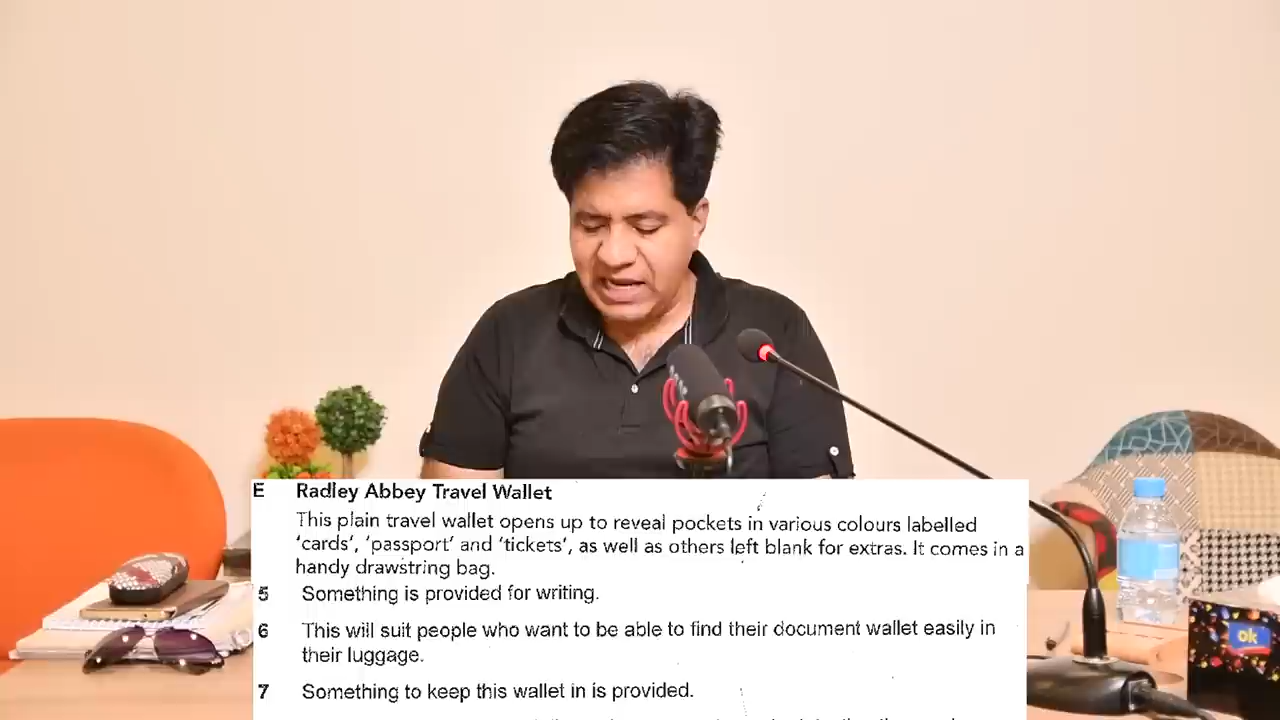 E Radley Abbey Travel Wallet
This plain travel wallet opens up to reveal pockets in various colours labelled
'cards', 'passport' and 'tickets', as well as others left blank for extras. It comes in a
handy drawstring bag.
5 Something is provided for writing.
6 This will suit people who want to be able to find their document wallet easily in
their luggage.
7 Something to keep this wallet in is provided.
ok